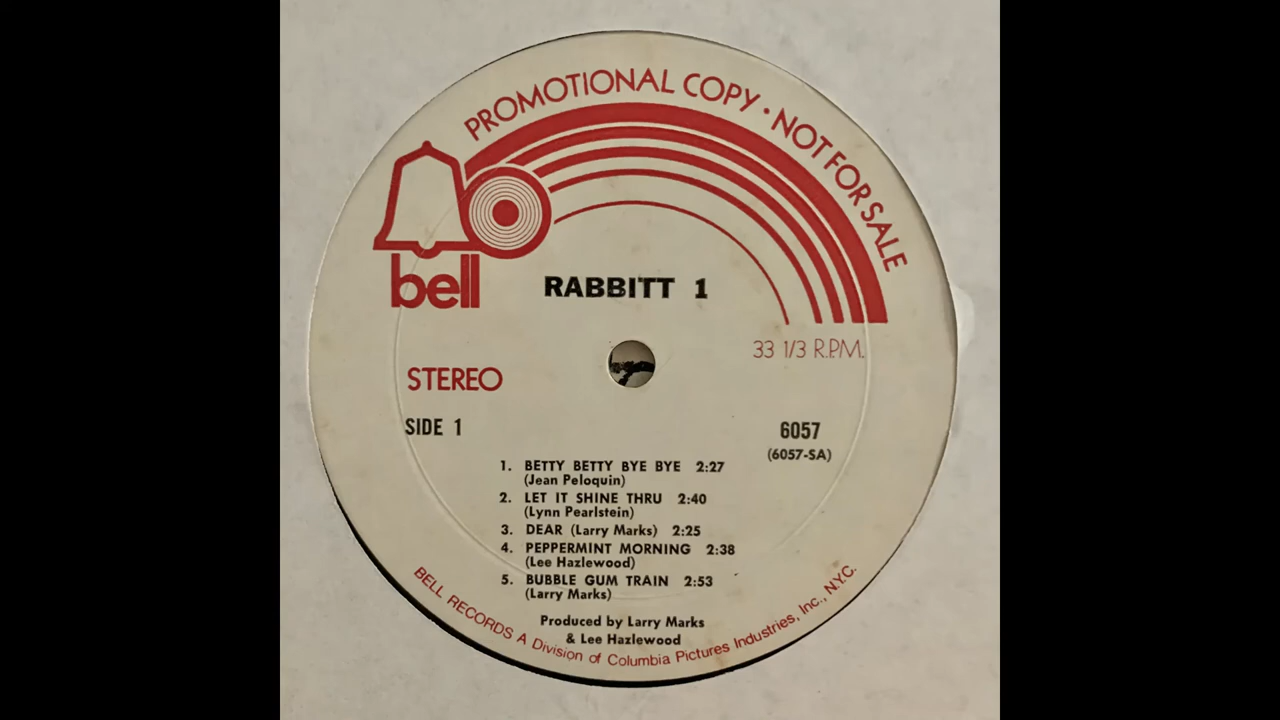 PROMOTIONAL COPY · NOT FOR SALE
bell
RABBITT 1
33 1/3 R.P.M.
STEREO
SIDE 1
6057
(6057-SA)
1. BETTY BETTY BYE BYE 2:27
(Jean Peloquin)
2. LET IT SHINE THRU 2:40
(Lynn Pearlstein)
3. DEAR (Larry Marks) 2:25
4. PEPPERMINT MORNING 2:38
(Lee Hazlewood)
5. BUBBLE GUM TRAIN 2:53
(Larry Marks)
Produced by Larry Marks
& Lee Hazlewood
BELL RECORDS A Division of Columbia Pictures Industries, Inc., N.Y.C.